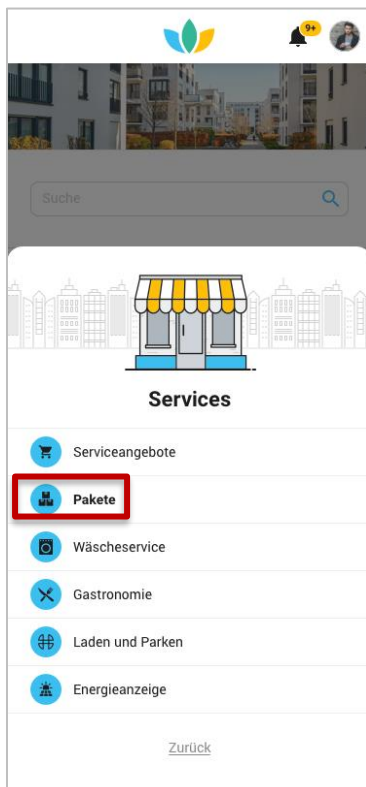 9+
Suche
Services
Serviceangebote
Pakete
Wäscheservice
Gastronomie
Laden und Parken
Energieanzeige
Zurück